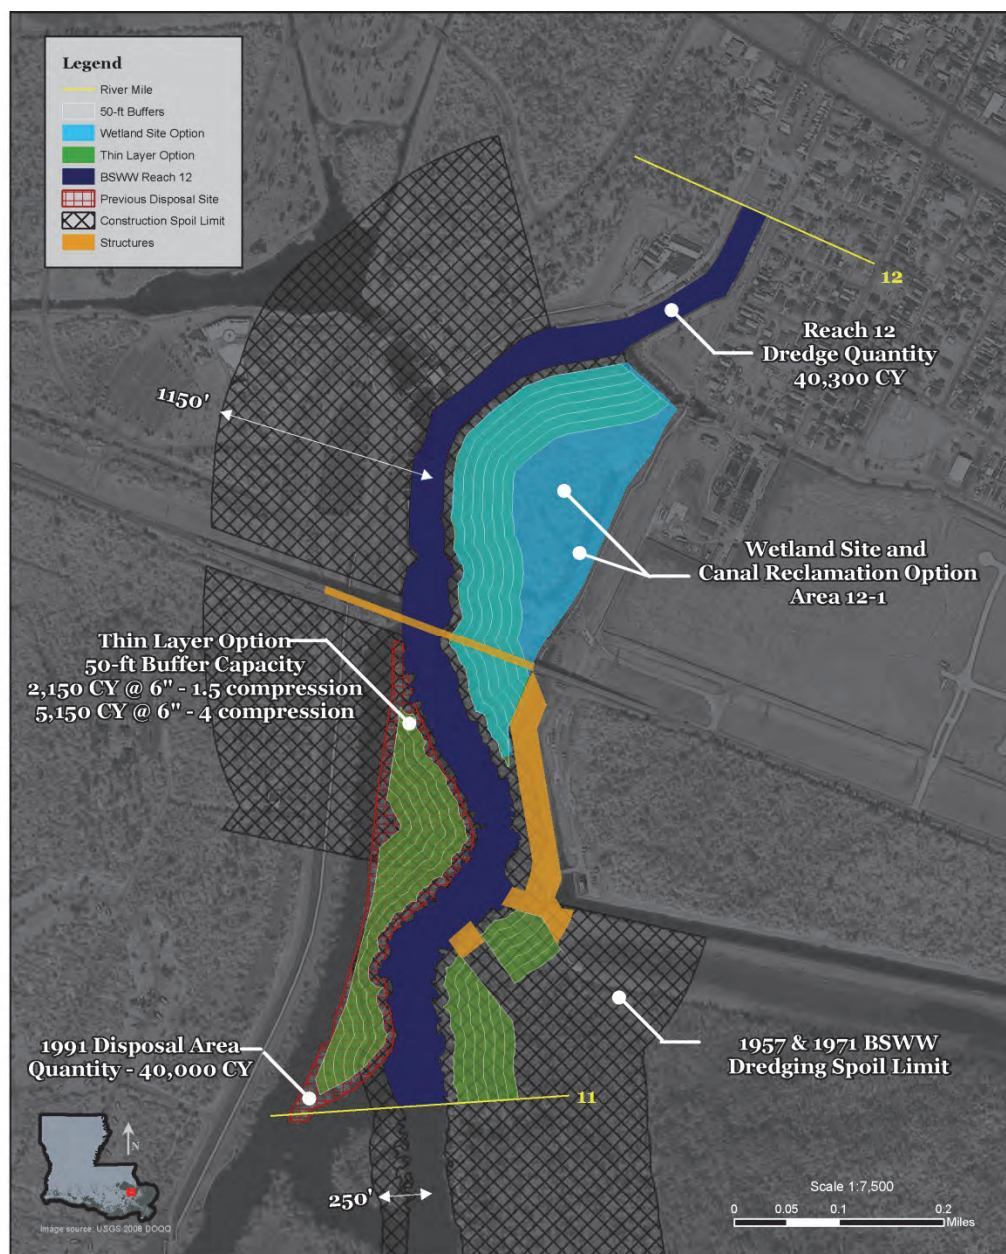 Legend
River Mile
50-ft Buffers
Wetland Site Option
Thin Layer Option
BSWW Reach 12
Previous Disposal Site
Construction Spoil Limit
Structures
12
Reach 12
Dredge Quantity
40,300 CY
1150'
Wetland Site and
Canal Reclamation Option
Area 12-1
Thin Layer Option
50-ft Buffer Capacity
2,150 CY @ 6" - 1.5 compression
5,150 CY @ 6" - 4 compression
1991 Disposal Area
Quantity - 40,000 CY
1957 & 1971 BSWW
Dredging Spoil Limit
11
N
250'
Scale 1:7,500
0 0.05 0.1 0.2
Miles
Image source: USGS 2008 DOQQ